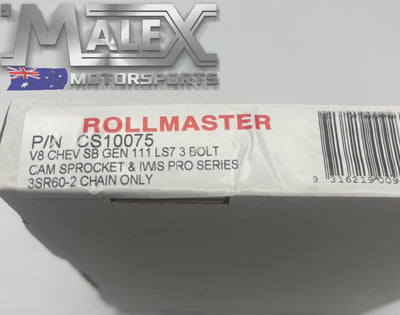 MALEX
MOTORSPORTS
ROLLMASTER
P/N CS10075
V8 CHEV SB GEN 111 LS7 3 BOLT
CAM SPROCKET & IWIS PRO SERIES
3SR60-2 CHAIN ONLY
9 316219 009